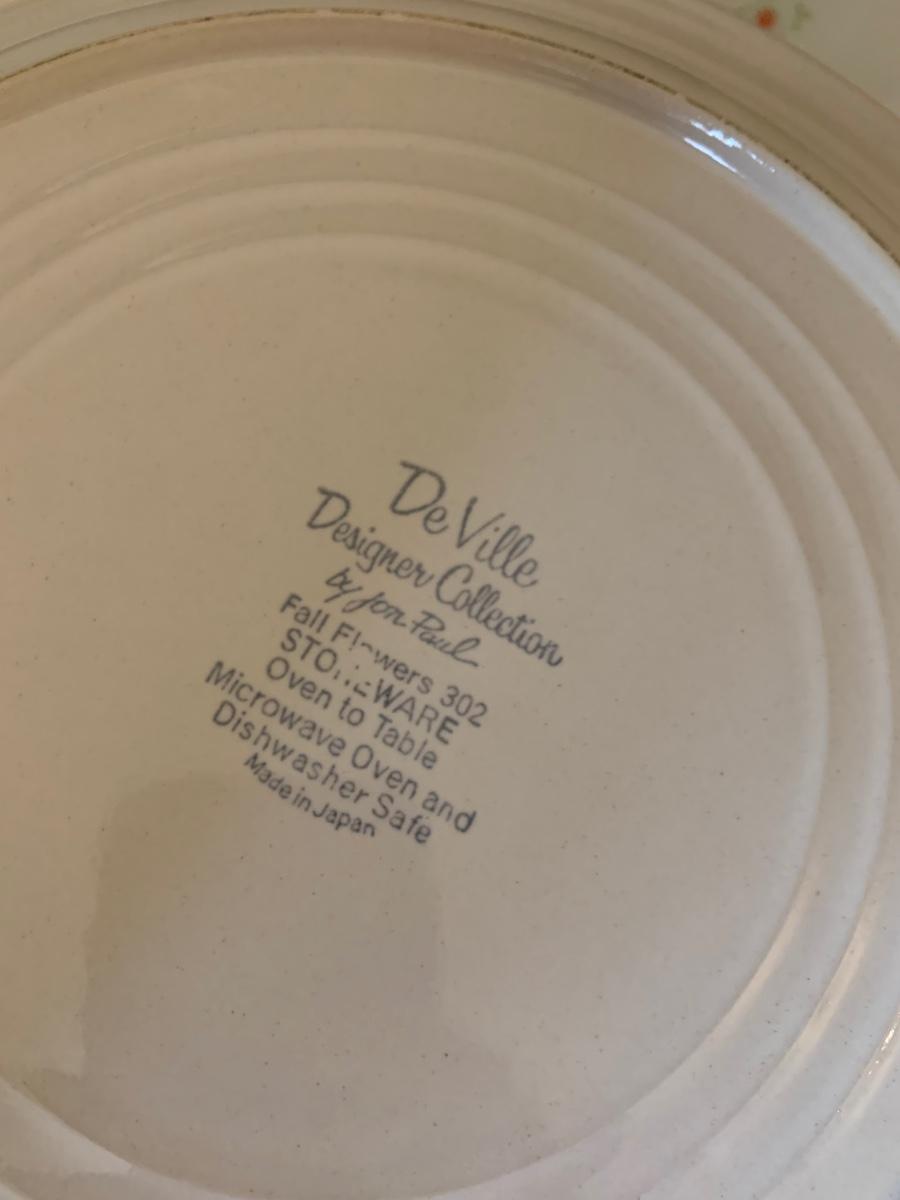 De Ville
Designer Collection
by Jon Paul
Fall Flowers 302
STONEWARE
Oven to Table
Microwave Oven and
Dishwasher Safe
Made in Japan